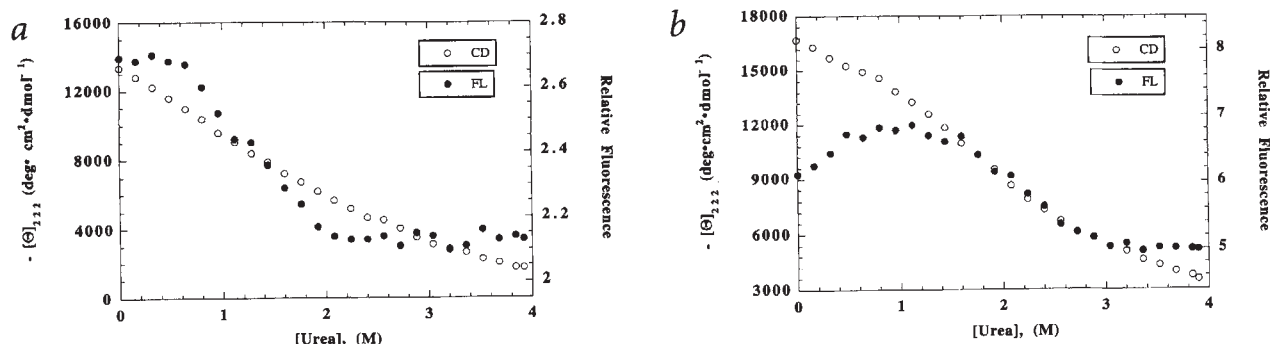 a
- [Θ]222 (deg• cm2•dmol-1)
16000
12000
8000
4000
0
0
1
2
3
4
[Urea], (M)
2.8
2.6
2.4
2.2
2
Relative Fluorescence
CD
FL
b
- [Θ]222 (deg•cm2•dmol-1)
18000
15000
12000
9000
6000
3000
0
1
2
3
4
[Urea], (M)
8
7
6
5
Relative Fluorescence
CD
FL